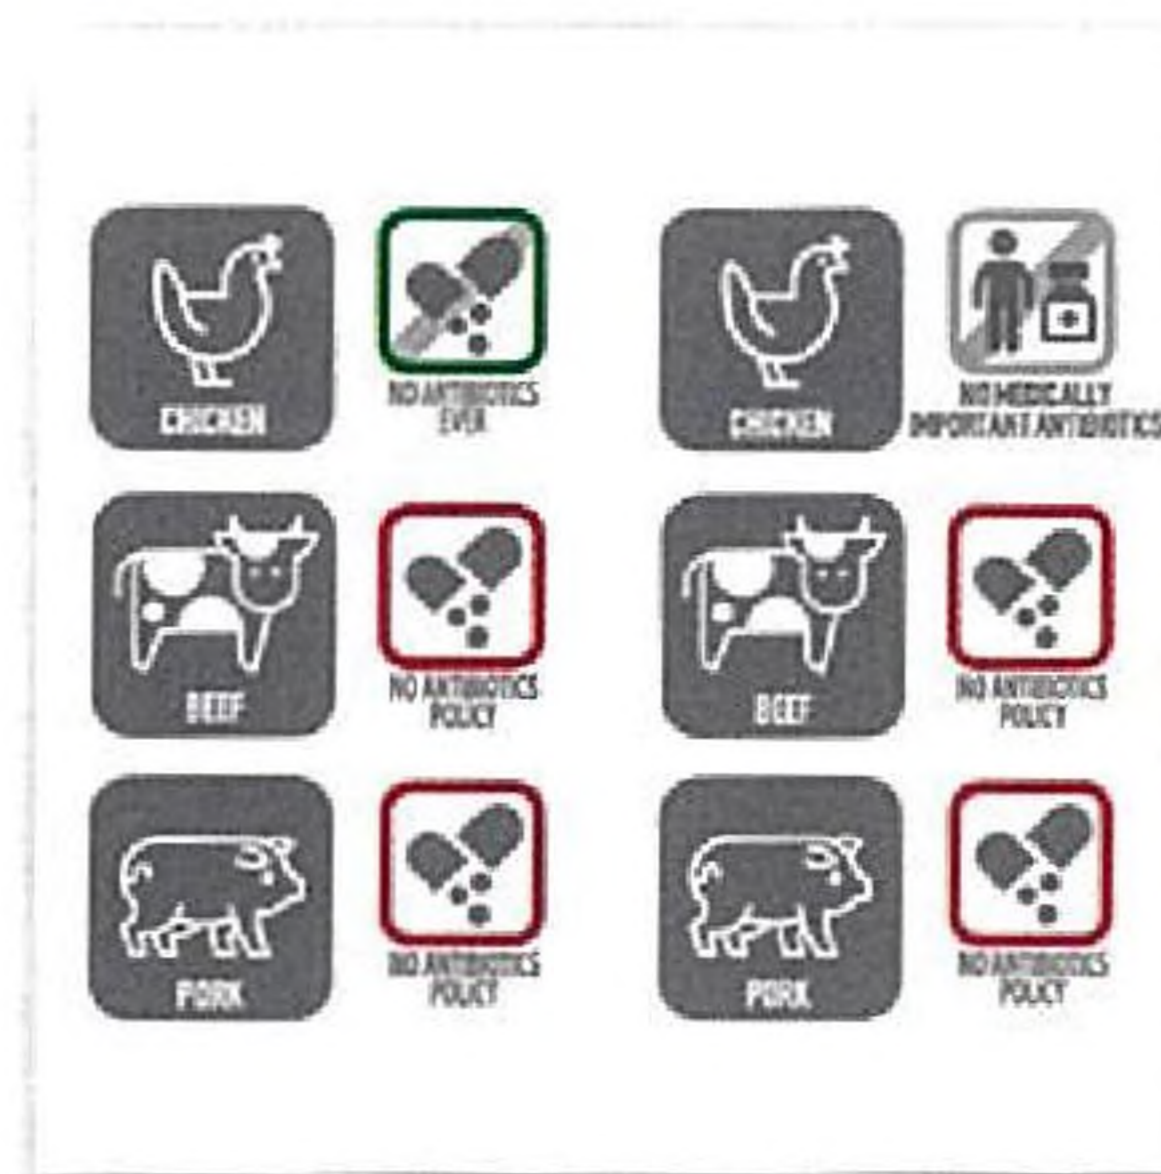 CHICKEN
NO ANTIBIOTICS
EVER
CHICKEN
NO MEDICALLY
IMPORTANT ANTIBIOTICS
BEEF
NO ANTIBIOTICS
POLICY
BEEF
NO ANTIBIOTICS
POLICY
PORK
NO ANTIBIOTICS
POLICY
PORK
NO ANTIBIOTICS
POLICY